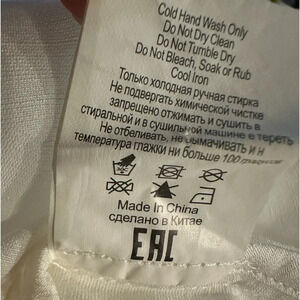 Cold Hand Wash Only
Do Not Dry Clean
Do Not Tumble Dry
Do Not Bleach, Soak or Rub
Cool Iron
Только холодная ручная стирка
Не подвергать химической чистке
запрещено отжимать и сушить в
стиральной и в сушильной машине е тереть
Не отбеливать, не вымачивать и н
температура глажки ни больше 100
Made In China
сделано в Китае
EAC